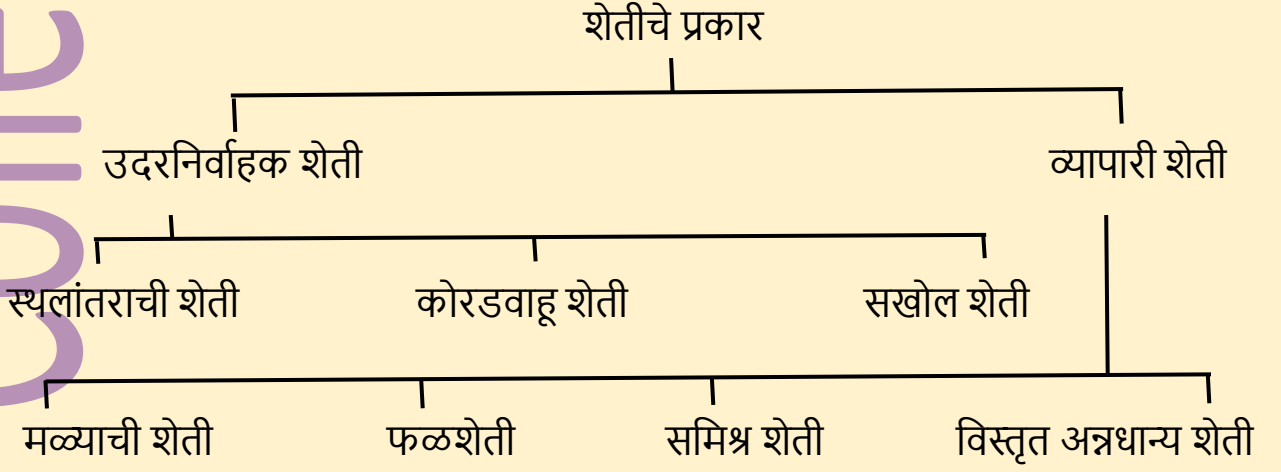 शेतीचे प्रकार
उदरनिर्वाहक शेती व्यापारी शेती
स्थलांतराची शेती कोरडवाहू शेती सखोल शेती
मळ्याची शेती फळशेती समिश्र शेती विस्तृत अन्नधान्य शेती